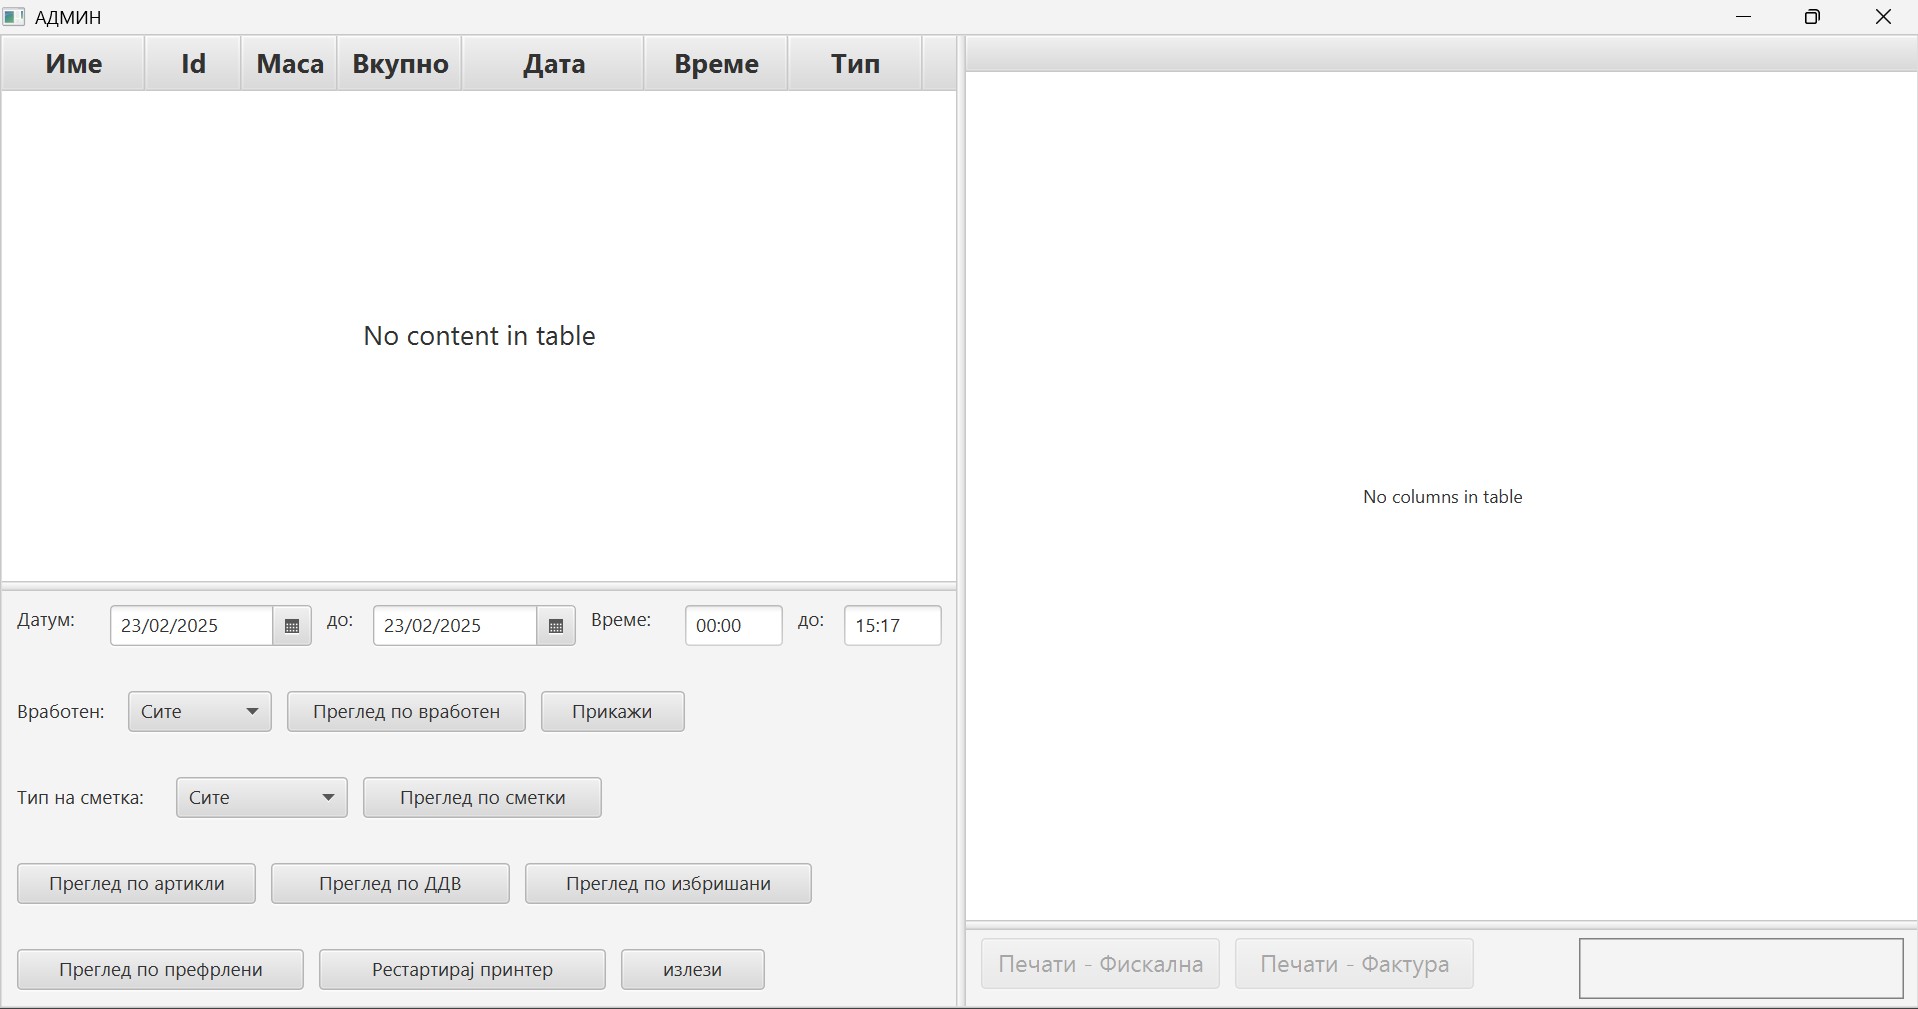 АДМИН
Име Id Маса Вкупно Дата Време Тип
No content in table
No columns in table
Датум: 23/02/2025 до: 23/02/2025 Време: 00:00 до: 15:17
Вработен: Сите Преглед по вработен Прикажи
Тип на сметка: Сите Преглед по сметки
Преглед по артикли Преглед по ДДВ Преглед по избришани
Преглед по префрлени Рестартирај принтер излези
Печати - Фискална Печати - Фактура